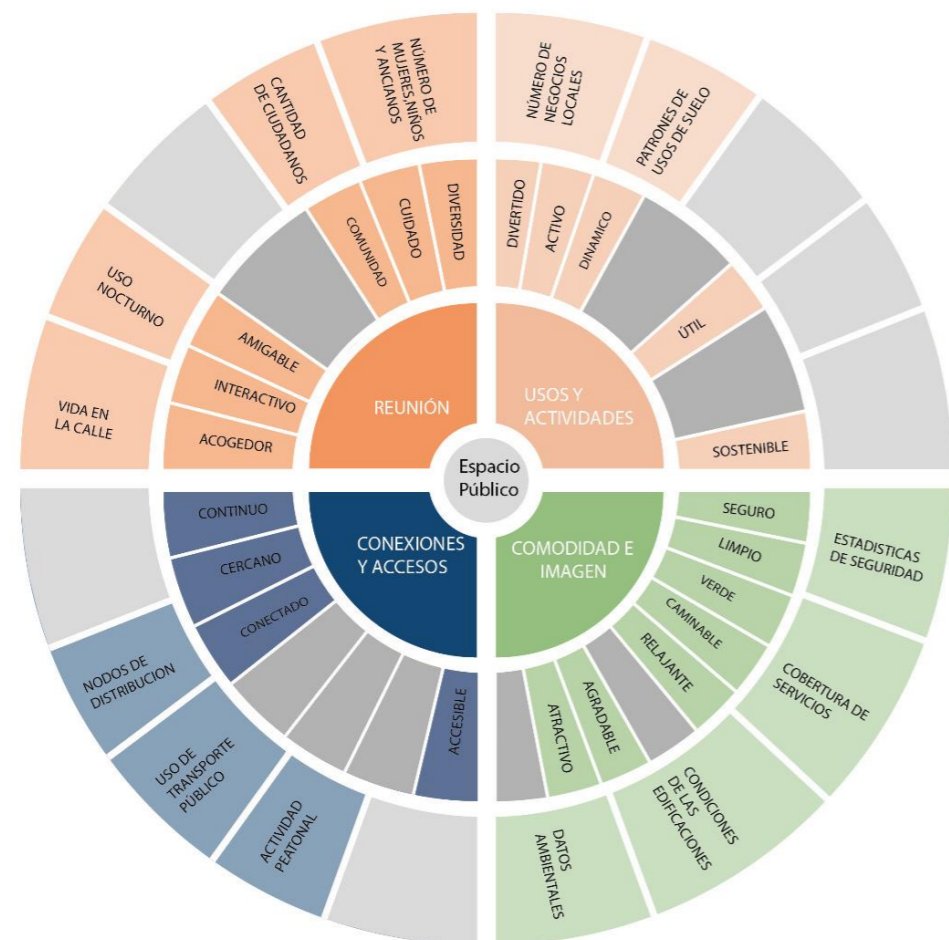 Espacio
Público
REUNIÓN
USOS Y
ACTIVIDADES
CONEXIONES
Y ACCESOS
COMODIDAD E
IMAGEN
ACOGEDOR
INTERACTIVO
AMIGABLE
COMUNIDAD
CUIDADO
DIVERSIDAD
DIVERTIDO
ACTIVO
DINAMICO
ÚTIL
SOSTENIBLE
SEGURO
LIMPIO
VERDE
CAMINABLE
RELAJANTE
AGRADABLE
ATRACTIVO
ACCESIBLE
CONECTADO
CERCANO
CONTINUO
VIDA EN
LA CALLE
USO
NOCTURNO
CANTIDAD
DE CIUDADANOS
NÚMERO DE
MUJERES,NIÑOS
Y ANCIANOS
NÚMERO DE
NEGOCIOS
LOCALES
PATRONES DE
USOS DE SUELO
ESTADISTICAS
DE SEGURIDAD
COBERTURA DE
SERVICIOS
CONDICIONES
DE LAS
EDIFICACIONES
DATOS
AMBIENTALES
ACTIVIDAD
PEATONAL
USO DE
TRANSPORTE
PÚBLICO
NODOS DE
DISTRIBUCION